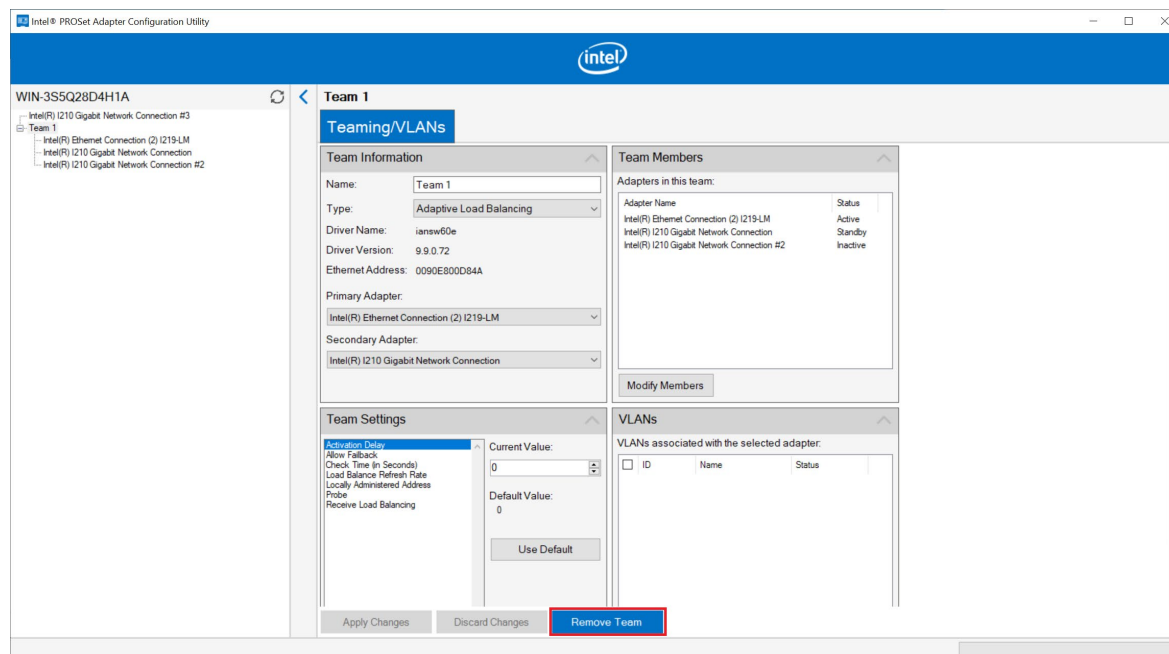 Intel® PROSet Adapter Configuration Utility
intel
WIN-3S5Q28D4H1A
Intel(R) I210 Gigabit Network Connection #3
Team 1
Intel(R) Ethernet Connection (2) I219-LM
Intel(R) I210 Gigabit Network Connection
Intel(R) I210 Gigabit Network Connection #2
Team 1
Teaming/VLANs
Team Information
Name: Team 1
Type: Adaptive Load Balancing
Driver Name: iansw60e
Driver Version: 9.9.0.72
Ethernet Address: 0090E800D84A
Primary Adapter:
Intel(R) Ethernet Connection (2) I219-LM
Secondary Adapter:
Intel(R) I210 Gigabit Network Connection
Team Members
Adapters in this team:
Adapter Name Status
Intel(R) Ethernet Connection (2) I219-LM Active
Intel(R) I210 Gigabit Network Connection Standby
Intel(R) I210 Gigabit Network Connection #2 Inactive
Modify Members
Team Settings
Activation Delay
Allow Failback
Check Time (in Seconds)
Load Balance Refresh Rate
Locally Administered Address
Probe
Receive Load Balancing
Current Value:
0
Default Value:
0
Use Default
VLANs
VLANs associated with the selected adapter:
ID Name Status
Apply Changes Discard Changes Remove Team